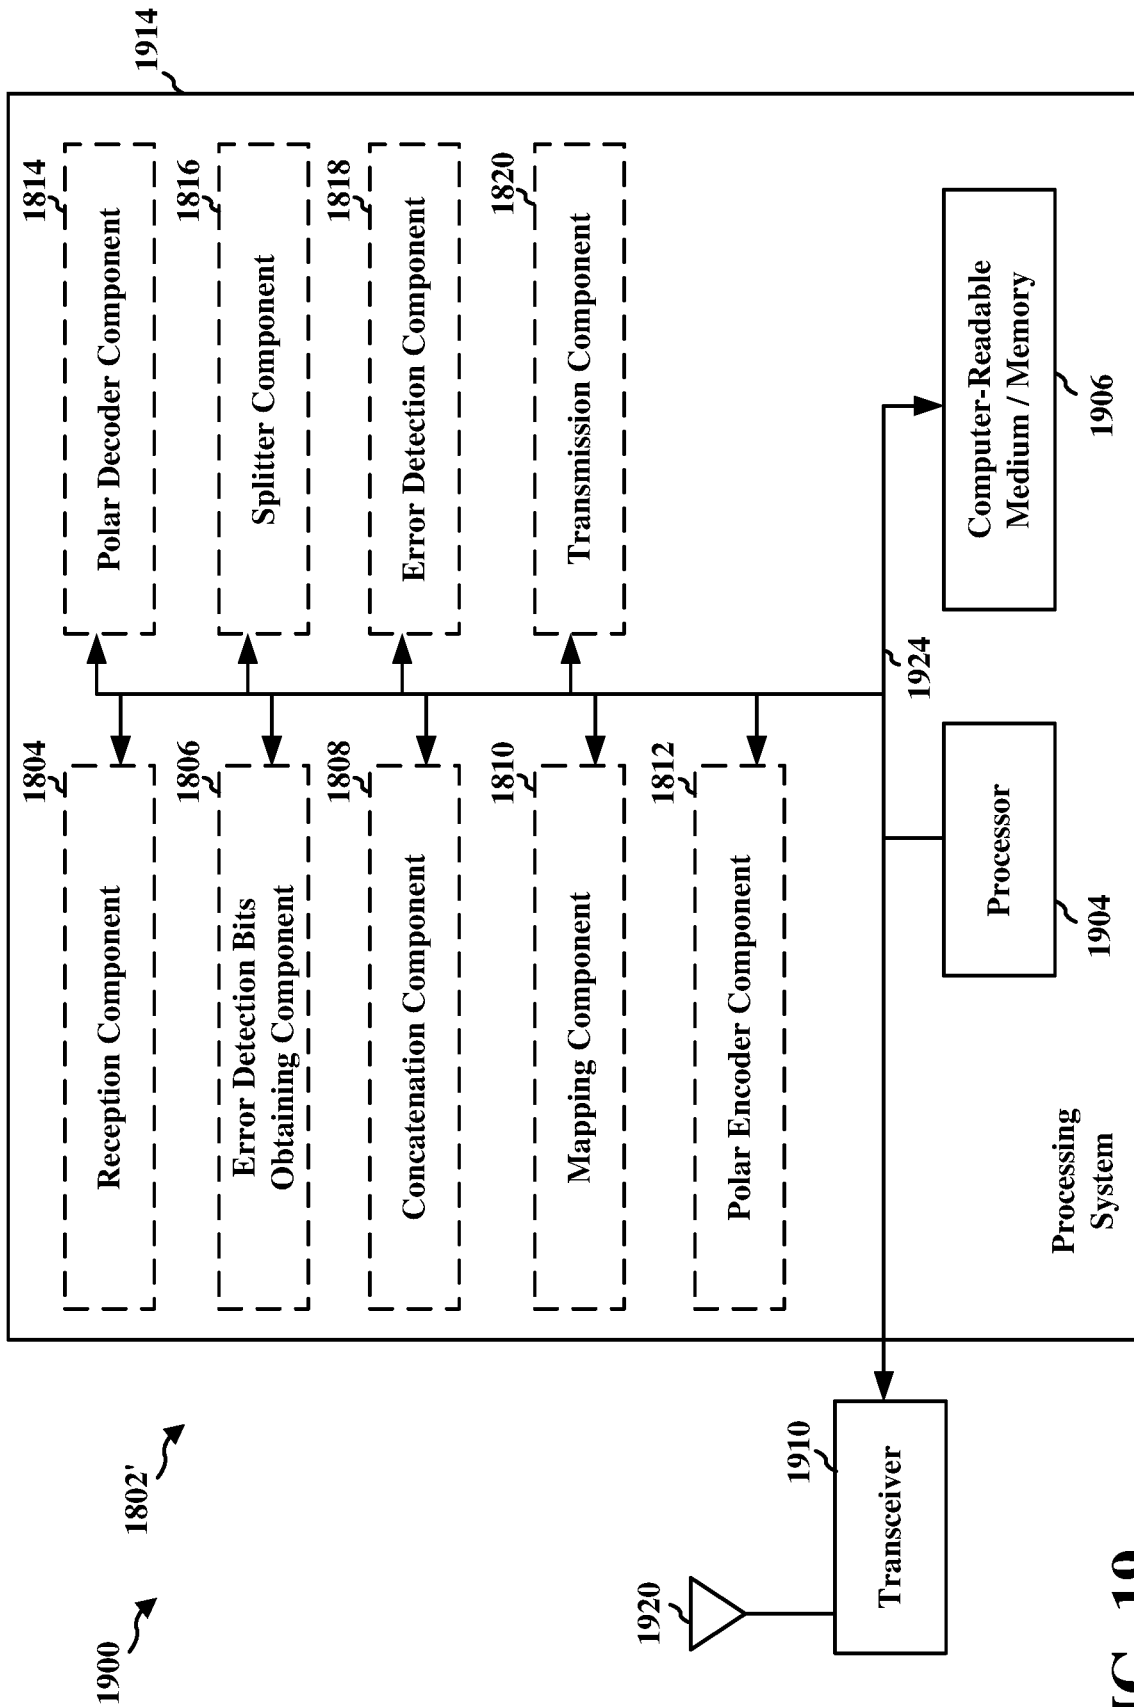 1900
1802'
1914
Reception Component
1804
Error Detection Bits
Obtaining Component
1806
Concatenation Component
1808
Mapping Component
1810
Polar Encoder Component
1812
Polar Decoder Component
1814
Splitter Component
1816
Error Detection Component
1818
Transmission Component
1820
1920
Transceiver
1910
Processing
System
Processor
1904
1924
Computer-Readable
Medium / Memory
1906